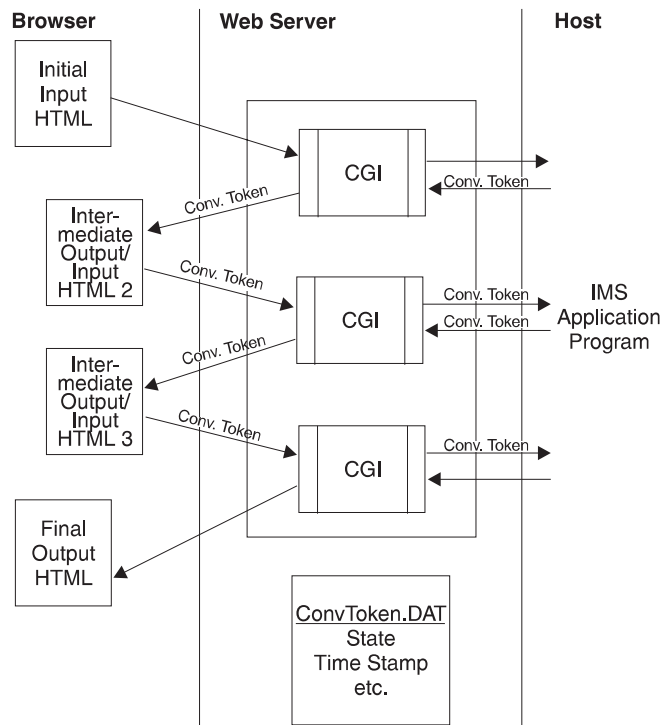 Browser
Web Server
Host
Initial
Input
HTML
CGI
Conv. Token
Conv. Token
Inter-
mediate
Output/
Input
HTML 2
Conv. Token
CGI
Conv. Token
Conv. Token
IMS
Application
Program
Conv. Token
Inter-
mediate
Output/
Input
HTML 3
Conv. Token
CGI
Conv. Token
Final
Output
HTML
ConvToken.DAT
State
Time Stamp
etc.